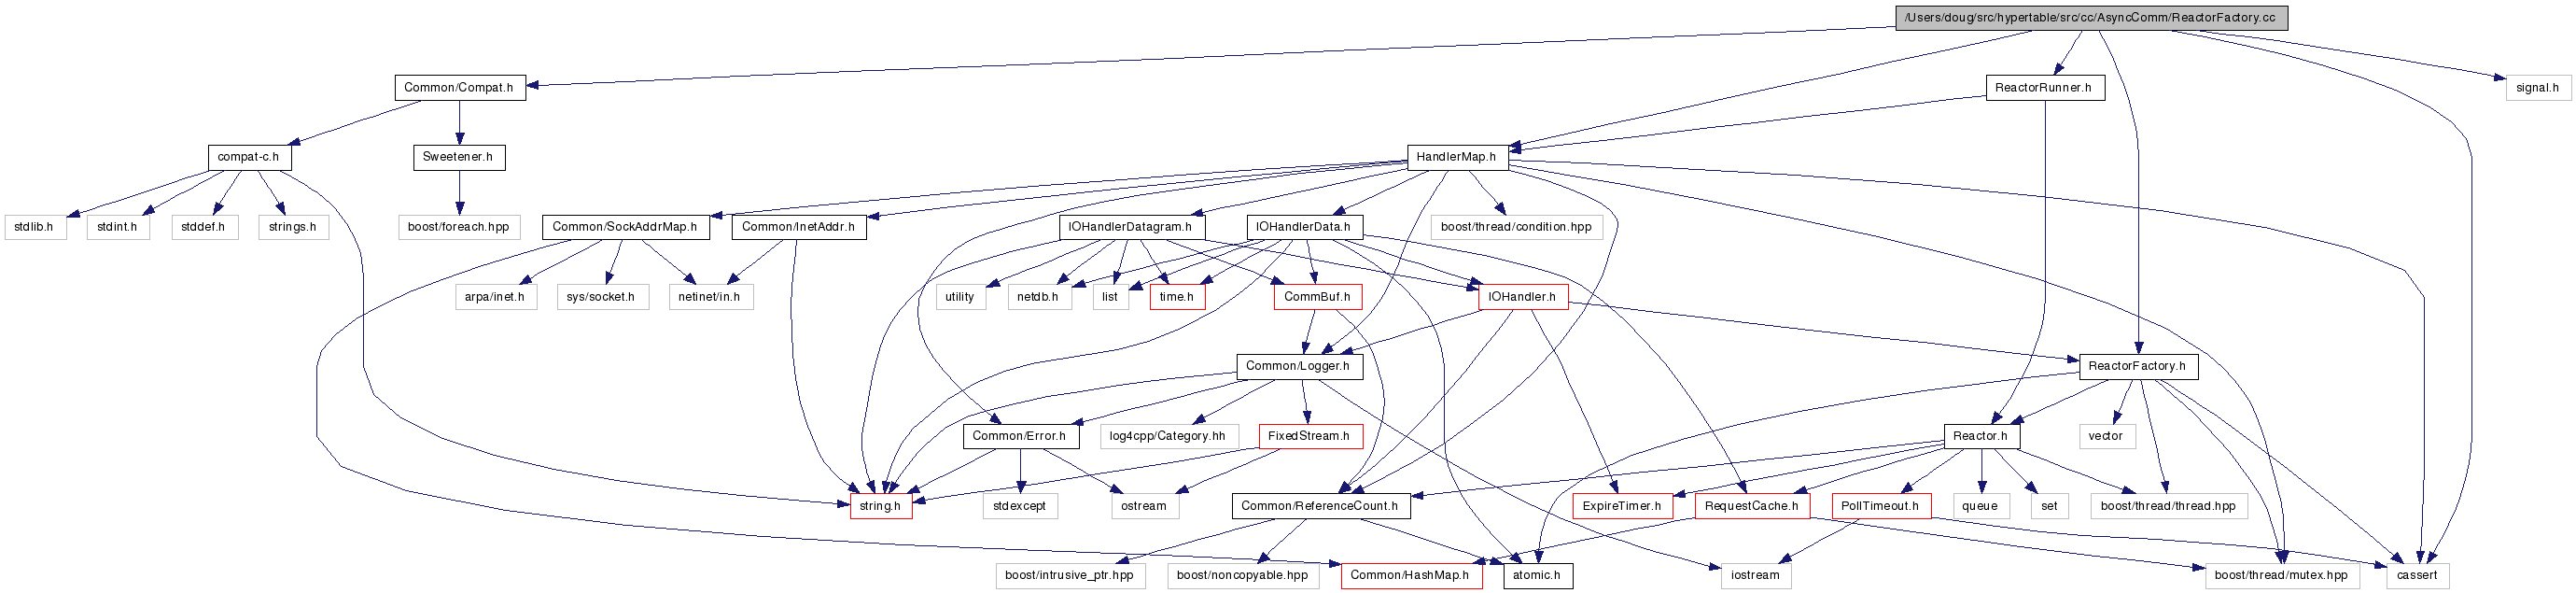 /Users/doug/src/hypertable/src/cc/AsyncComm/ReactorFactory.cc
Common/Compat.h
ReactorRunner.h
signal.h
compat-c.h
Sweetener.h
HandlerMap.h
stdlib.h
stdint.h
stddef.h
strings.h
boost/foreach.hpp
Common/SockAddrMap.h
Common/InetAddr.h
IOHandlerDatagram.h
IOHandlerData.h
boost/thread/condition.hpp
arpa/inet.h
sys/socket.h
netinet/in.h
utility
netdb.h
list
time.h
CommBuf.h
IOHandler.h
Common/Logger.h
ReactorFactory.h
Common/Error.h
log4cpp/Category.hh
FixedStream.h
Reactor.h
vector
string.h
stdexcept
ostream
Common/ReferenceCount.h
ExpireTimer.h
RequestCache.h
PollTimeout.h
queue
set
boost/thread/thread.hpp
boost/intrusive_ptr.hpp
boost/noncopyable.hpp
Common/HashMap.h
atomic.h
iostream
boost/thread/mutex.hpp
cassert